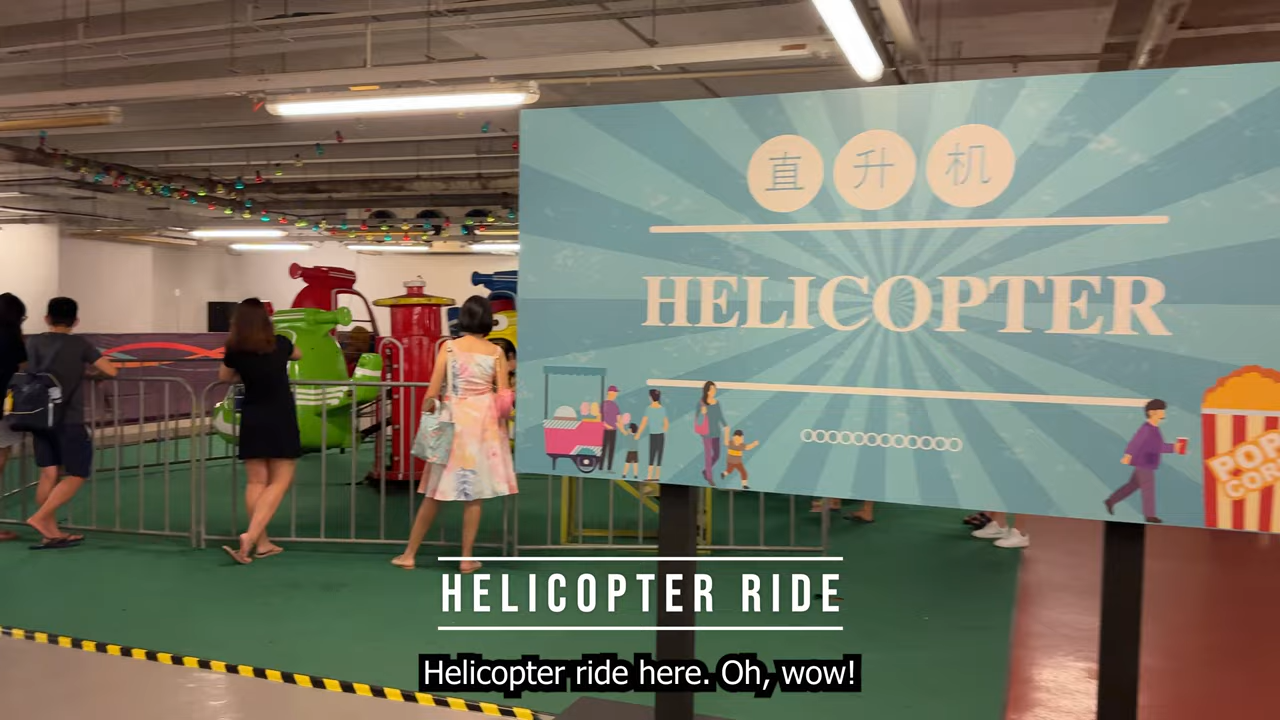 直升机
HELICOPTER
POP
CORN
HELICOPTER RIDE
Helicopter ride here. Oh, wow!